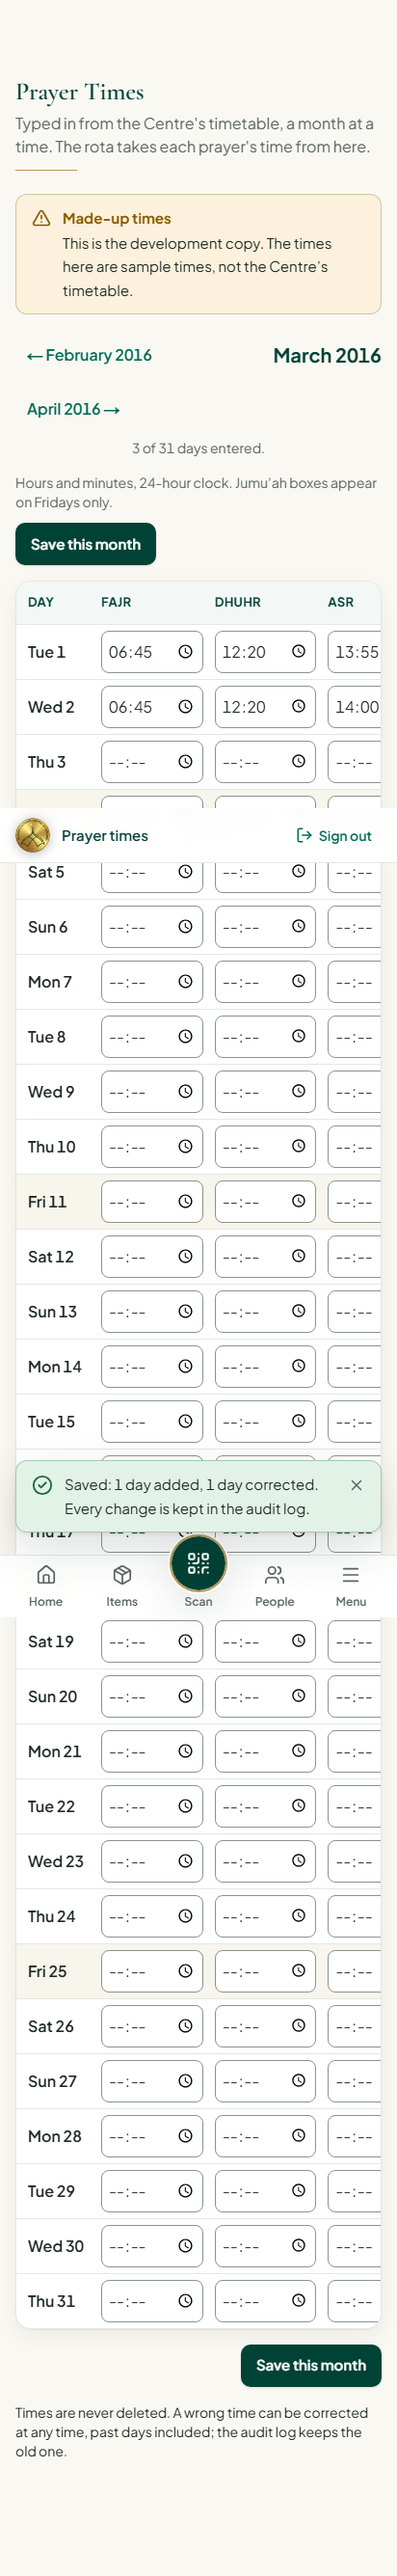 Prayer Times
Typed in from the Centre's timetable, a month at a
time. The rota takes each prayer's time from here.
Made-up times
This is the development copy. The times
here are sample times, not the Centre's
timetable.
← February 2016
March 2016
April 2016 →
3 of 31 days entered.
Hours and minutes, 24-hour clock. Jumu'ah boxes appear
on Fridays only.
Save this month
DAY FAJR DHUHR ASR
Tue 1 06:45 12:20 13:55
Wed 2 06:45 12:20 14:00
Thu 3 --:-- --:-- --:--
Prayer times Sign out
Sat 5 --:-- --:-- --:--
Sun 6 --:-- --:-- --:--
Mon 7 --:-- --:-- --:--
Tue 8 --:-- --:-- --:--
Wed 9 --:-- --:-- --:--
Thu 10 --:-- --:-- --:--
Fri 11 --:-- --:-- --:--
Sat 12 --:-- --:-- --:--
Sun 13 --:-- --:-- --:--
Mon 14 --:-- --:-- --:--
Tue 15 --:-- --:-- --:--
Saved: 1 day added, 1 day corrected.
Every change is kept in the audit log.
Thu 17 --:-- --:-- --:--
Home Items Scan People Menu
Sat 19 --:-- --:-- --:--
Sun 20 --:-- --:-- --:--
Mon 21 --:-- --:-- --:--
Tue 22 --:-- --:-- --:--
Wed 23 --:-- --:-- --:--
Thu 24 --:-- --:-- --:--
Fri 25 --:-- --:-- --:--
Sat 26 --:-- --:-- --:--
Sun 27 --:-- --:-- --:--
Mon 28 --:-- --:-- --:--
Tue 29 --:-- --:-- --:--
Wed 30 --:-- --:-- --:--
Thu 31 --:-- --:-- --:--
Save this month
Times are never deleted. A wrong time can be corrected
at any time, past days included; the audit log keeps the
old one.